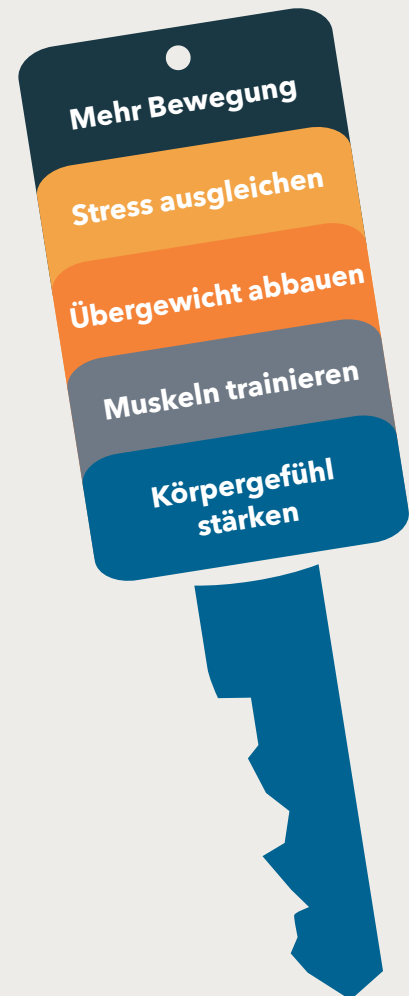 Mehr Bewegung
Stress ausgleichen
Übergewicht abbauen
Muskeln trainieren
Körpergefühl
stärken